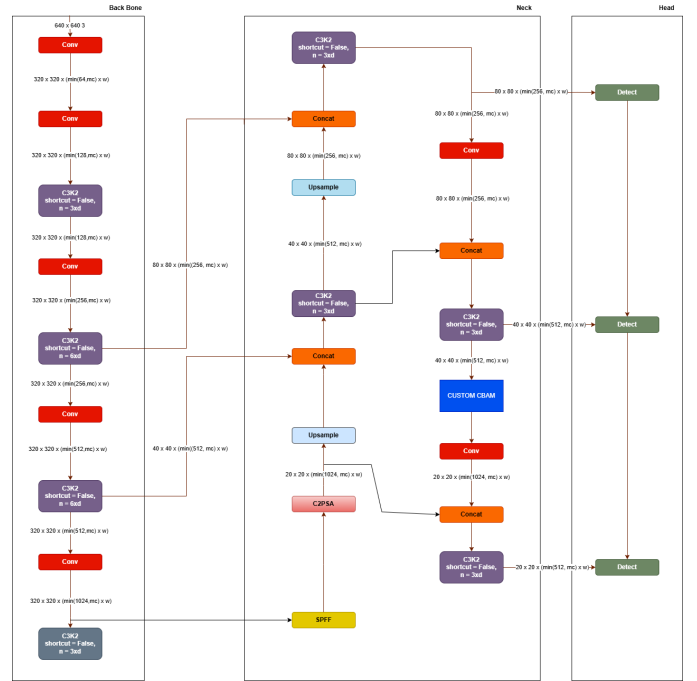 Back Bone
640 x 640 3
Conv
320 x 320 x (min(64,mc) x w)
Conv
320 x 320 x (min(128,mc) x w)
C3K2
shortcut = False,
n = 3xd
320 x 320 x (min(128,mc) x w)
Conv
320 x 320 x (min(256,mc) x w)
C3K2
shortcut = False,
n = 6xd
320 x 320 x (min(256,mc) x w)
Conv
320 x 320 x (min(512,mc) x w)
C3K2
shortcut = False,
n = 6xd
320 x 320 x (min(512,mc) x w)
Conv
320 x 320 x (min(1024,mc) x w)
C3K2
shortcut = False,
n = 3xd
80 x 80 x (min((256, mc) x w)
40 x 40 x (min((512, mc) x w)
Neck
C3K2
shortcut = False,
n = 3xd
Concat
80 x 80 x (min(256, mc) x w)
Upsample
40 x 40 x (min(512, mc) x w)
C3K2
shortcut = False,
n = 3xd
Concat
Upsample
20 x 20 x (min(1024, mc) x w)
C2PSA
SPFF
80 x 80 x (min(256, mc) x w)
Conv
80 x 80 x (min(256, mc) x w)
Concat
C3K2
shortcut = False,
n = 3xd
40 x 40 x (min(512, mc) x w)
CUSTOM CBAM
Conv
20 x 20 x (min(1024, mc) x w)
Concat
C3K2
shortcut = False,
n = 3xd
80 x 80 x (min(256, mc) x w)
40 x 40 x (min(512, mc) x w)
20 x 20 x (min(512, mc) x w)
Head
Detect
Detect
Detect